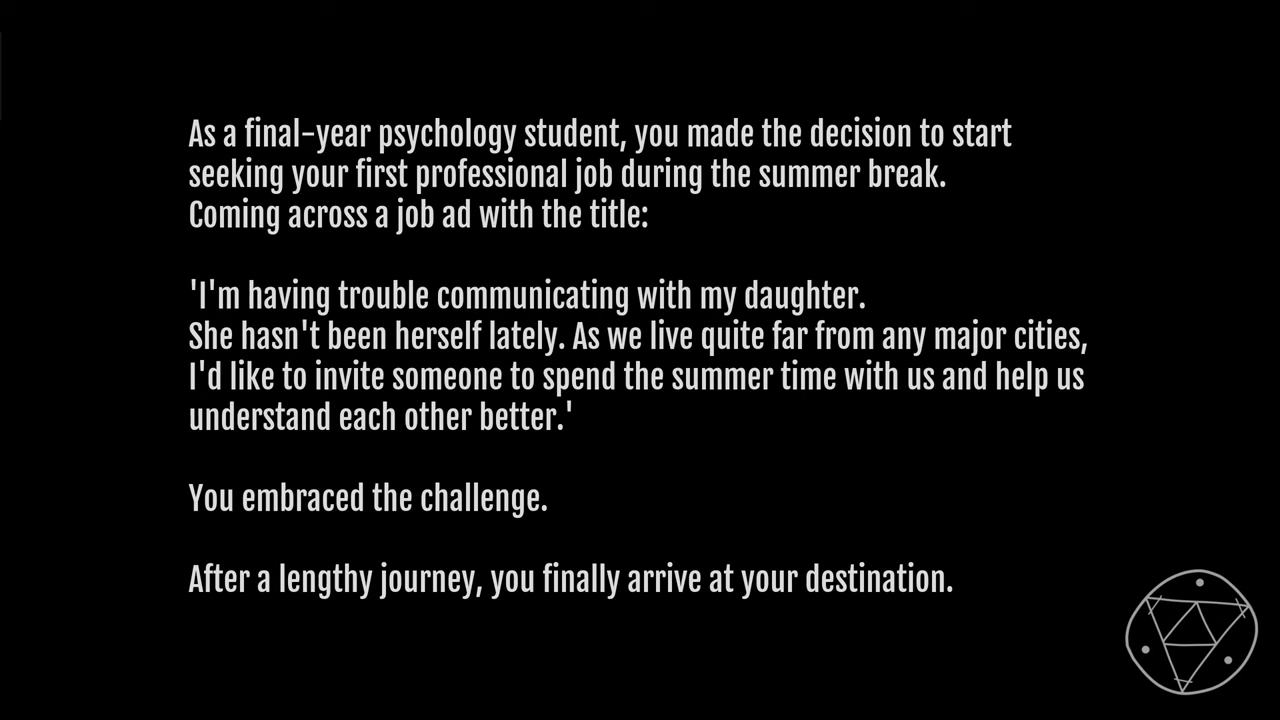 As a final-year psychology student, you made the decision to start
seeking your first professional job during the summer break.
Coming across a job ad with the title:
'I'm having trouble communicating with my daughter.
She hasn't been herself lately. As we live quite far from any major cities,
I'd like to invite someone to spend the summer time with us and help us
understand each other better.'
You embraced the challenge.
After a lengthy journey, you finally arrive at your destination.